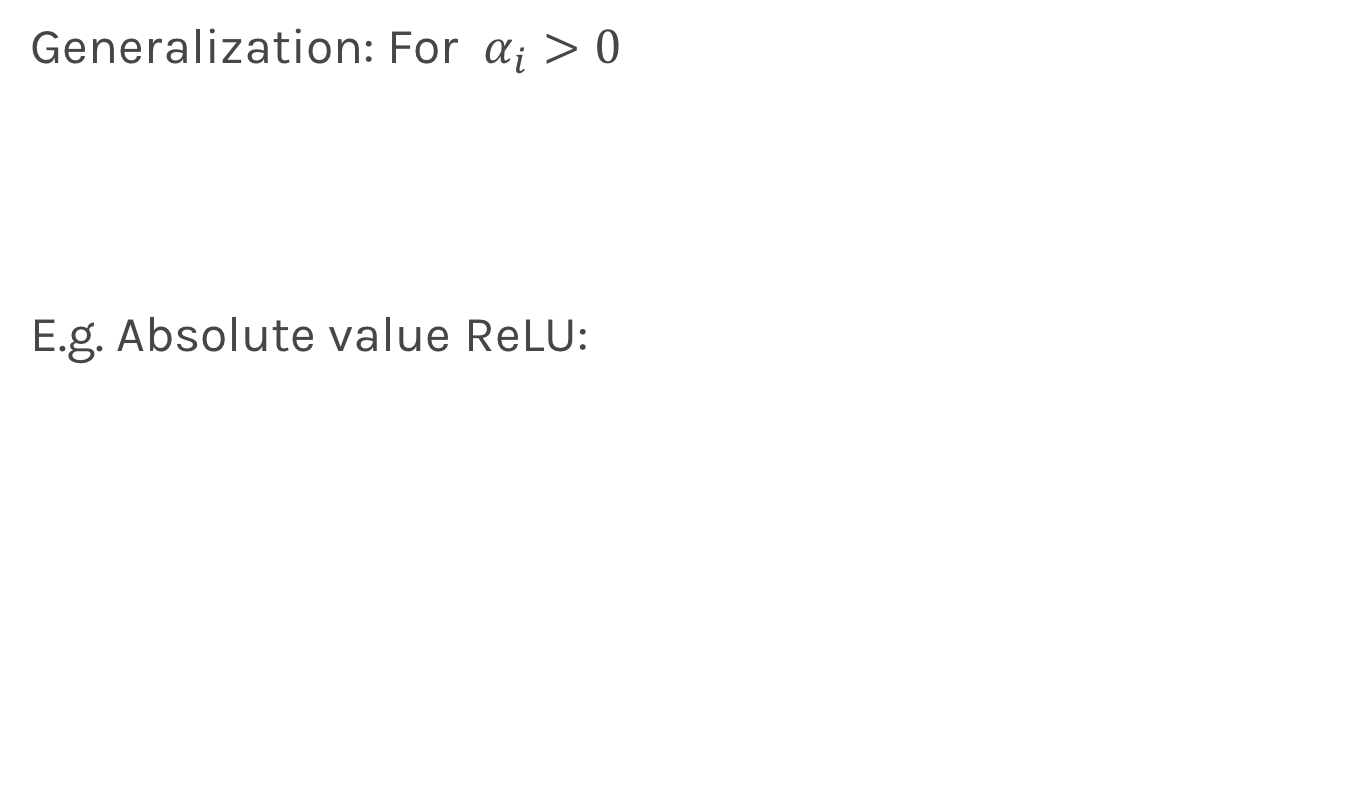 Generalization: For αᵢ > 0
E.g. Absolute value ReLU: